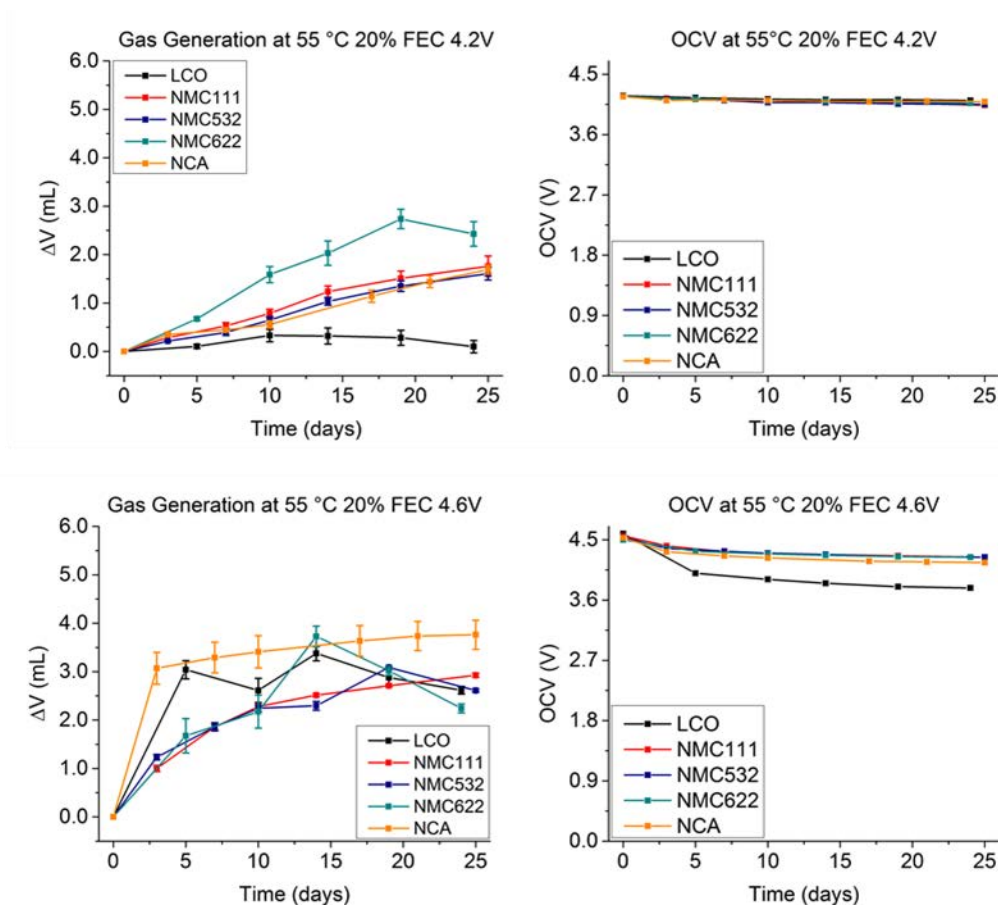 Gas Generation at 55 °C 20% FEC 4.2V
6.0
5.0
4.0
3.0
2.0
1.0
0.0
ΔV (mL)
LCO
NMC111
NMC532
NMC622
NCA
0 5 10 15 20 25
Time (days)
OCV at 55°C 20% FEC 4.2V
4.5
3.6
2.7
1.8
0.9
0.0
OCV (V)
LCO
NMC111
NMC532
NMC622
NCA
0 5 10 15 20 25
Time (days)
Gas Generation at 55 °C 20% FEC 4.6V
6.0
5.0
4.0
3.0
2.0
1.0
0.0
ΔV (mL)
LCO
NMC111
NMC532
NMC622
NCA
0 5 10 15 20 25
Time (days)
OCV at 55 °C 20% FEC 4.6V
4.5
3.6
2.7
1.8
0.9
0.0
OCV (V)
LCO
NMC111
NMC532
NMC622
NCA
0 5 10 15 20 25
Time (days)